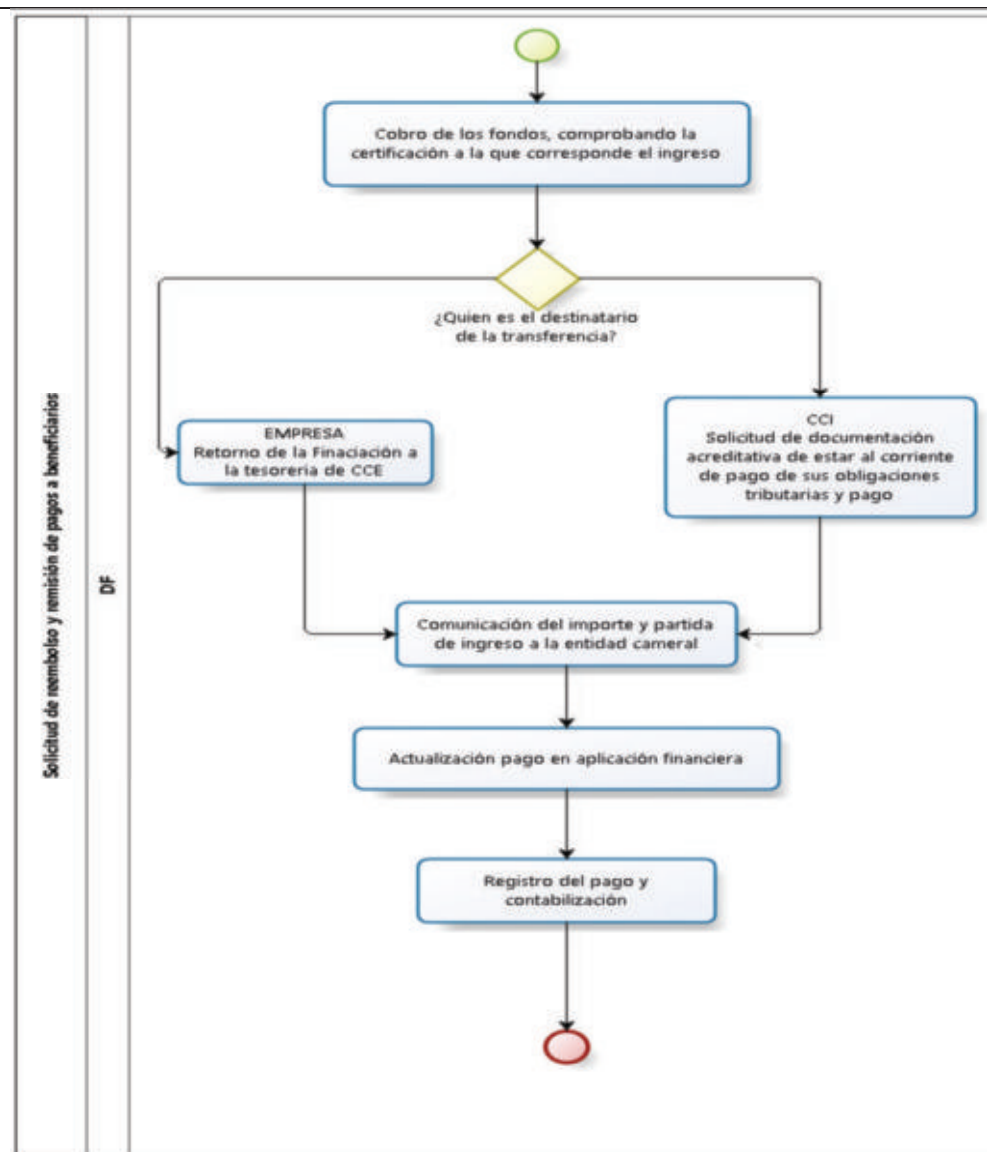 Solicitud de reembolso y remisión de pagos a beneficiarios
DF
Cobro de los fondos, comprobando la
certificación a la que corresponde el ingreso
¿Quien es el destinatario
de la transferencia?
EMPRESA
Retorno de la Finaciación a
la tesoreria de CCE
CCI
Solicitud de documentación
acreditativa de estar al corriente
de pago de sus obligaciones
tributarias y pago
Comunicación del importe y partida
de ingreso a la entidad cameral
Actualización pago en aplicación financiera
Registro del pago y
contabilización